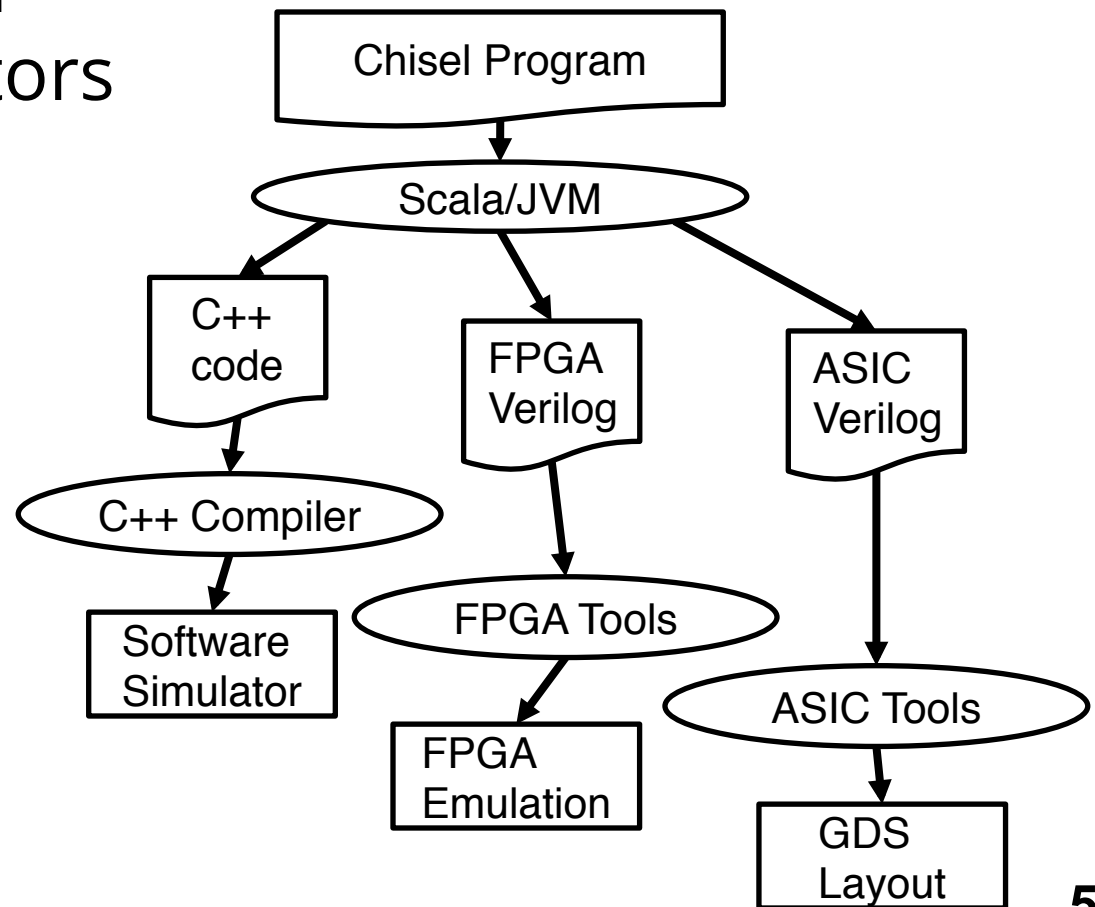 tors
Chisel Program
Scala/JVM
C++
code
FPGA
Verilog
ASIC
Verilog
C++ Compiler
FPGA Tools
Software
Simulator
ASIC Tools
FPGA
Emulation
GDS
Layout
5